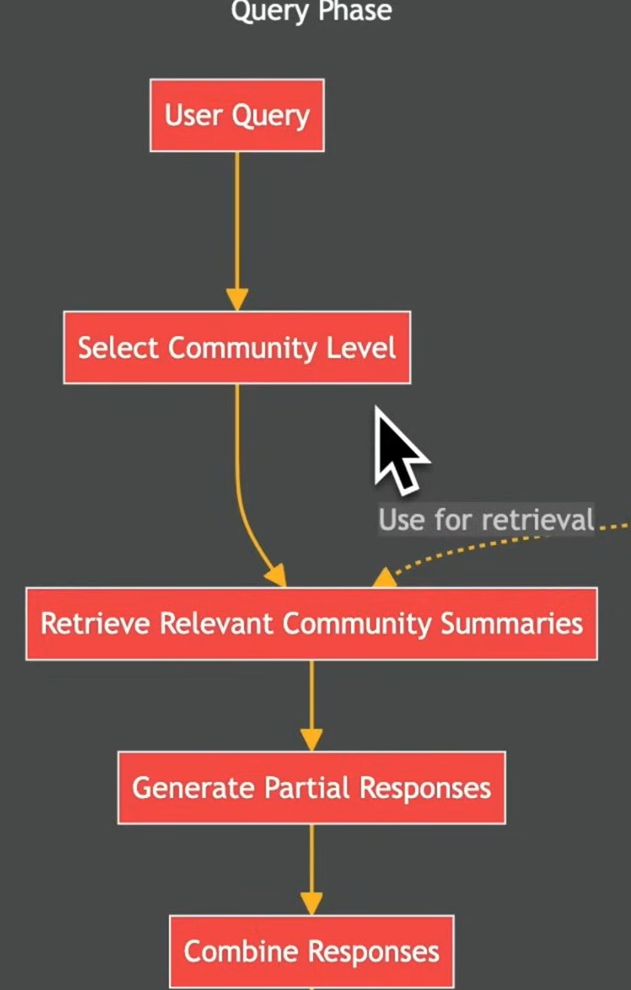 Query Phase
User Query
Select Community Level
Use for retrieval
Retrieve Relevant Community Summaries
Generate Partial Responses
Combine Responses